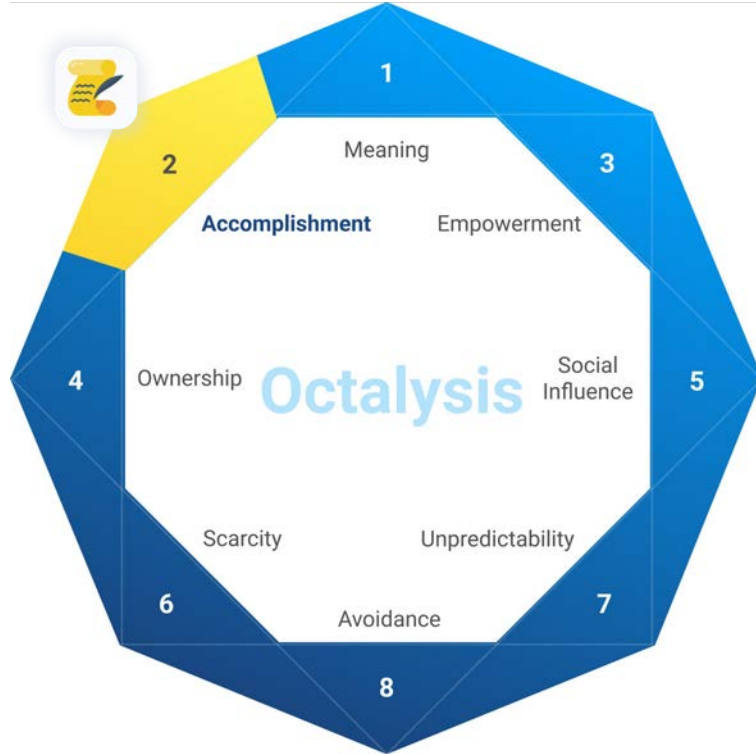 1
Meaning
2
3
Accomplishment
Empowerment
4
Ownership
Octalysis
Social
Influence
5
Scarcity
Unpredictability
6
7
Avoidance
8